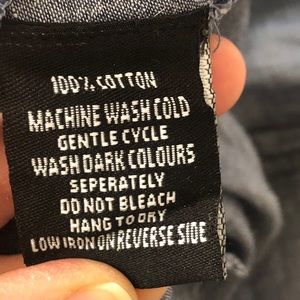 100% COTTON
MACHINE WASH COLD
GENTLE CYCLE
WASH DARK COLOURS
SEPERATELY
DO NOT BLEACH
HANG TO DRY
LOW IRON ON REVERSE SIDE